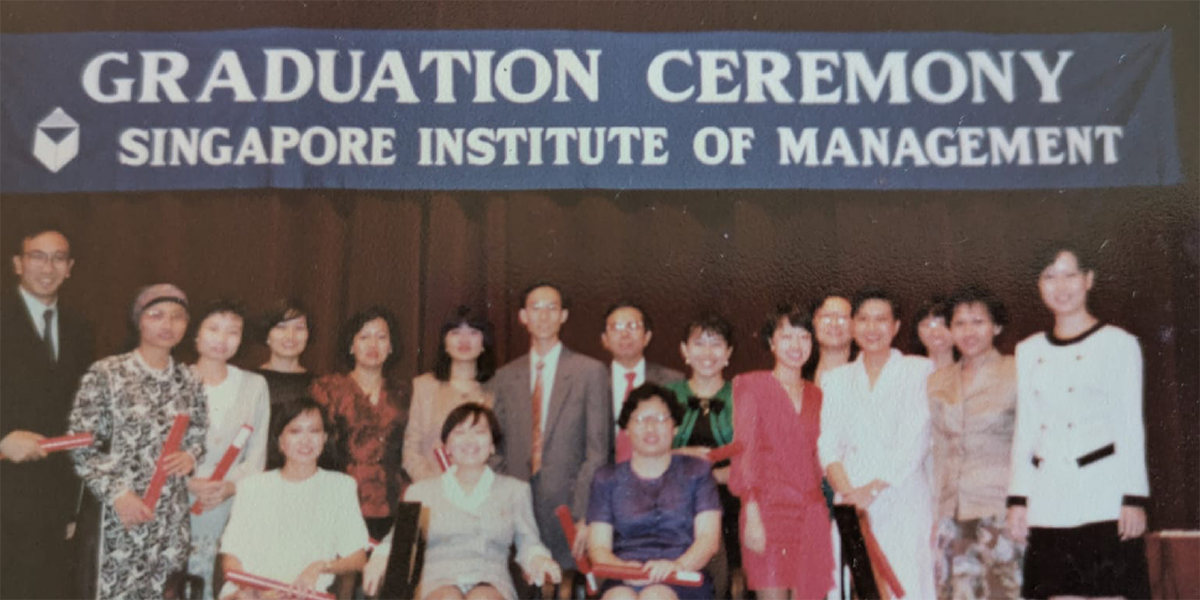 GRADUATION CEREMONY
SINGAPORE INSTITUTE OF MANAGEMENT